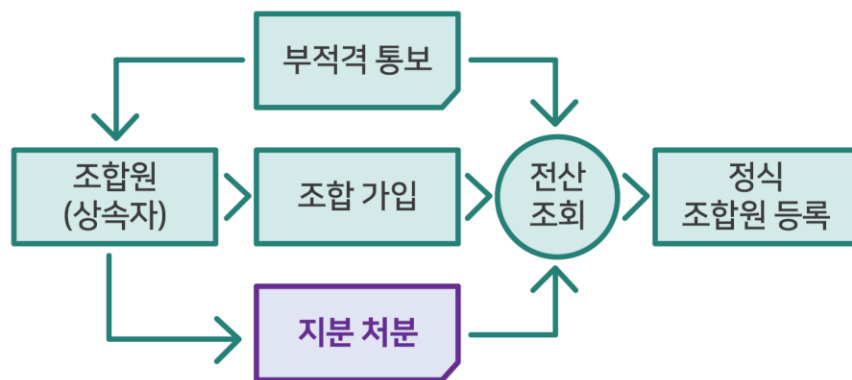 부적격 통보
조합원
(상속자)
조합 가입
전산
조회
정식
조합원 등록
지분 처분